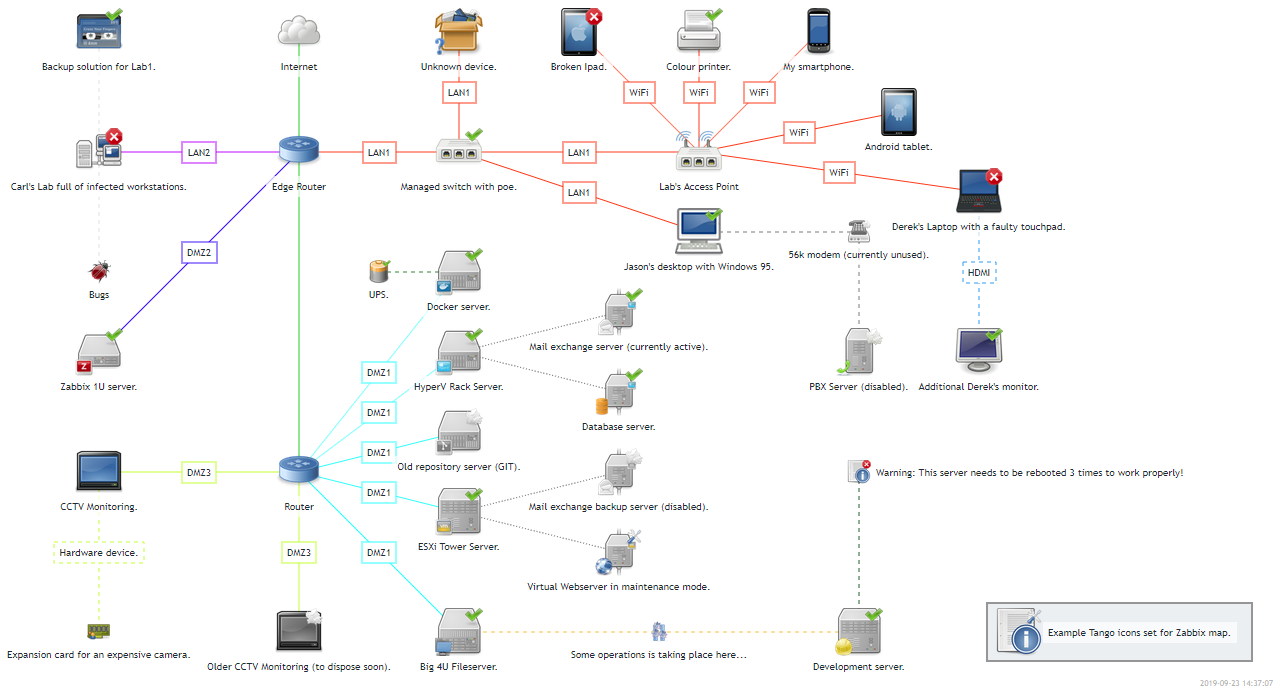 Backup solution for Lab1.
Internet
Unknown device.
Broken Ipad.
Colour printer.
My smartphone.
LAN1
WiFi
WiFi
WiFi
WiFi
Android tablet.
LAN2
LAN1
LAN1
WiFi
Carl's Lab full of infected workstations.
Edge Router
Managed switch with poe.
Lab's Access Point
LAN1
Derek's Laptop with a faulty touchpad.
DMZ2
Jason's desktop with Windows 95.
56k modem (currently unused).
HDMI
Bugs
UPS.
Docker server.
Mail exchange server (currently active).
Z
Zabbix 1U server.
DMZ1
HyperV Rack Server.
PBX Server (disabled).
Additional Derek's monitor.
DMZ1
Database server.
DMZ1
Old repository server (GIT).
DMZ3
Warning: This server needs to be rebooted 3 times to work properly!
CCTV Monitoring.
Router
DMZ1
Mail exchange backup server (disabled).
Hardware device.
DMZ3
DMZ1
ESXi Tower Server.
Virtual Webserver in maintenance mode.
Example Tango icons set for Zabbix map.
Expansion card for an expensive camera.
Older CCTV Monitoring (to dispose soon).
Big 4U Fileserver.
Some operations is taking place here...
Development server.
2019-09-23 14:37:07